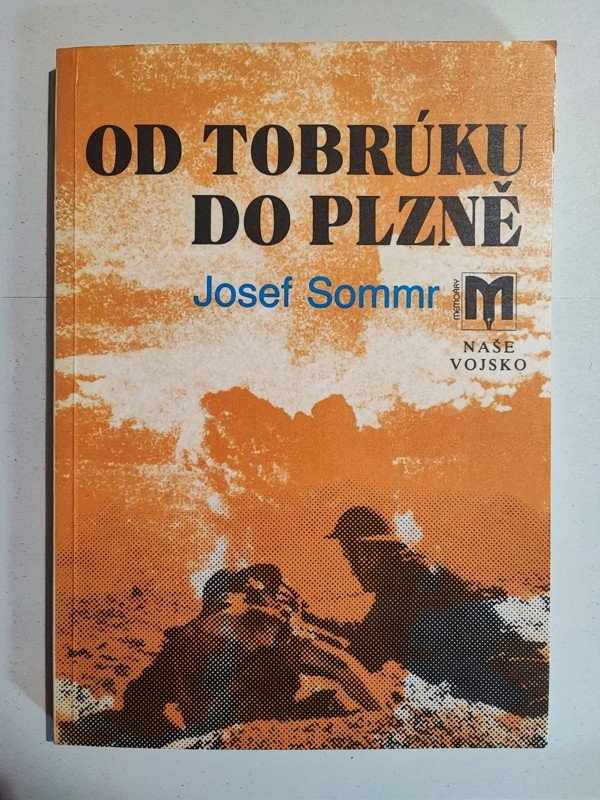 OD TOBRÚKU
DO PLZNĚ
Josef Sommr
MEMOÁRY
M
NAŠE
VOJSKO